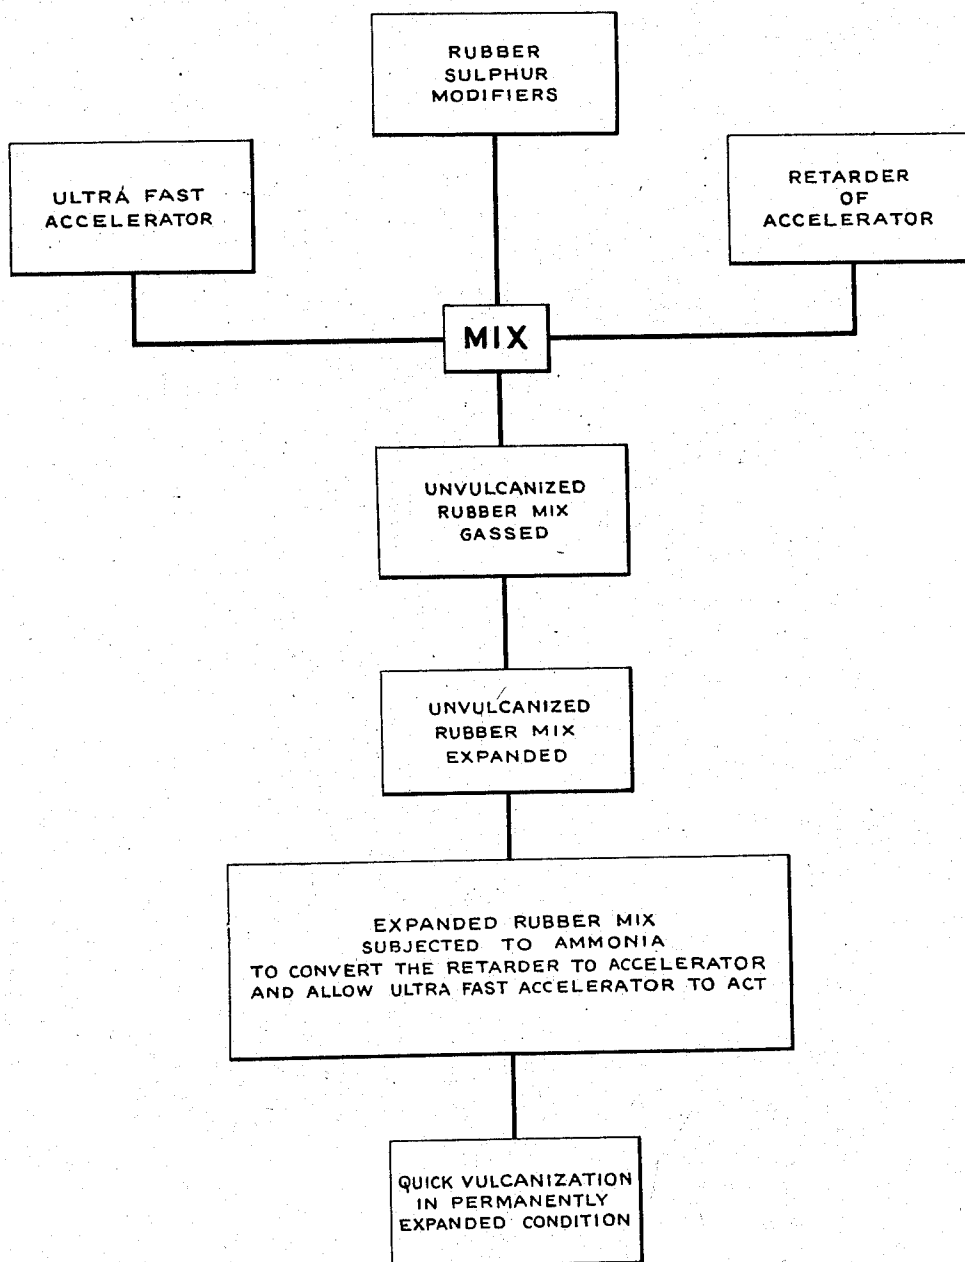 RUBBER
SULPHUR
MODIFIERS
ULTRA FAST
ACCELERATOR
RETARDER
OF
ACCELERATOR
MIX
UNVULCANIZED
RUBBER MIX
GASSED
UNVULCANIZED
RUBBER MIX
EXPANDED
EXPANDED RUBBER MIX
SUBJECTED TO AMMONIA
TO CONVERT THE RETARDER TO ACCELERATOR
AND ALLOW ULTRA FAST ACCELERATOR TO ACT
QUICK VULCANIZATION
IN PERMANENTLY
EXPANDED CONDITION